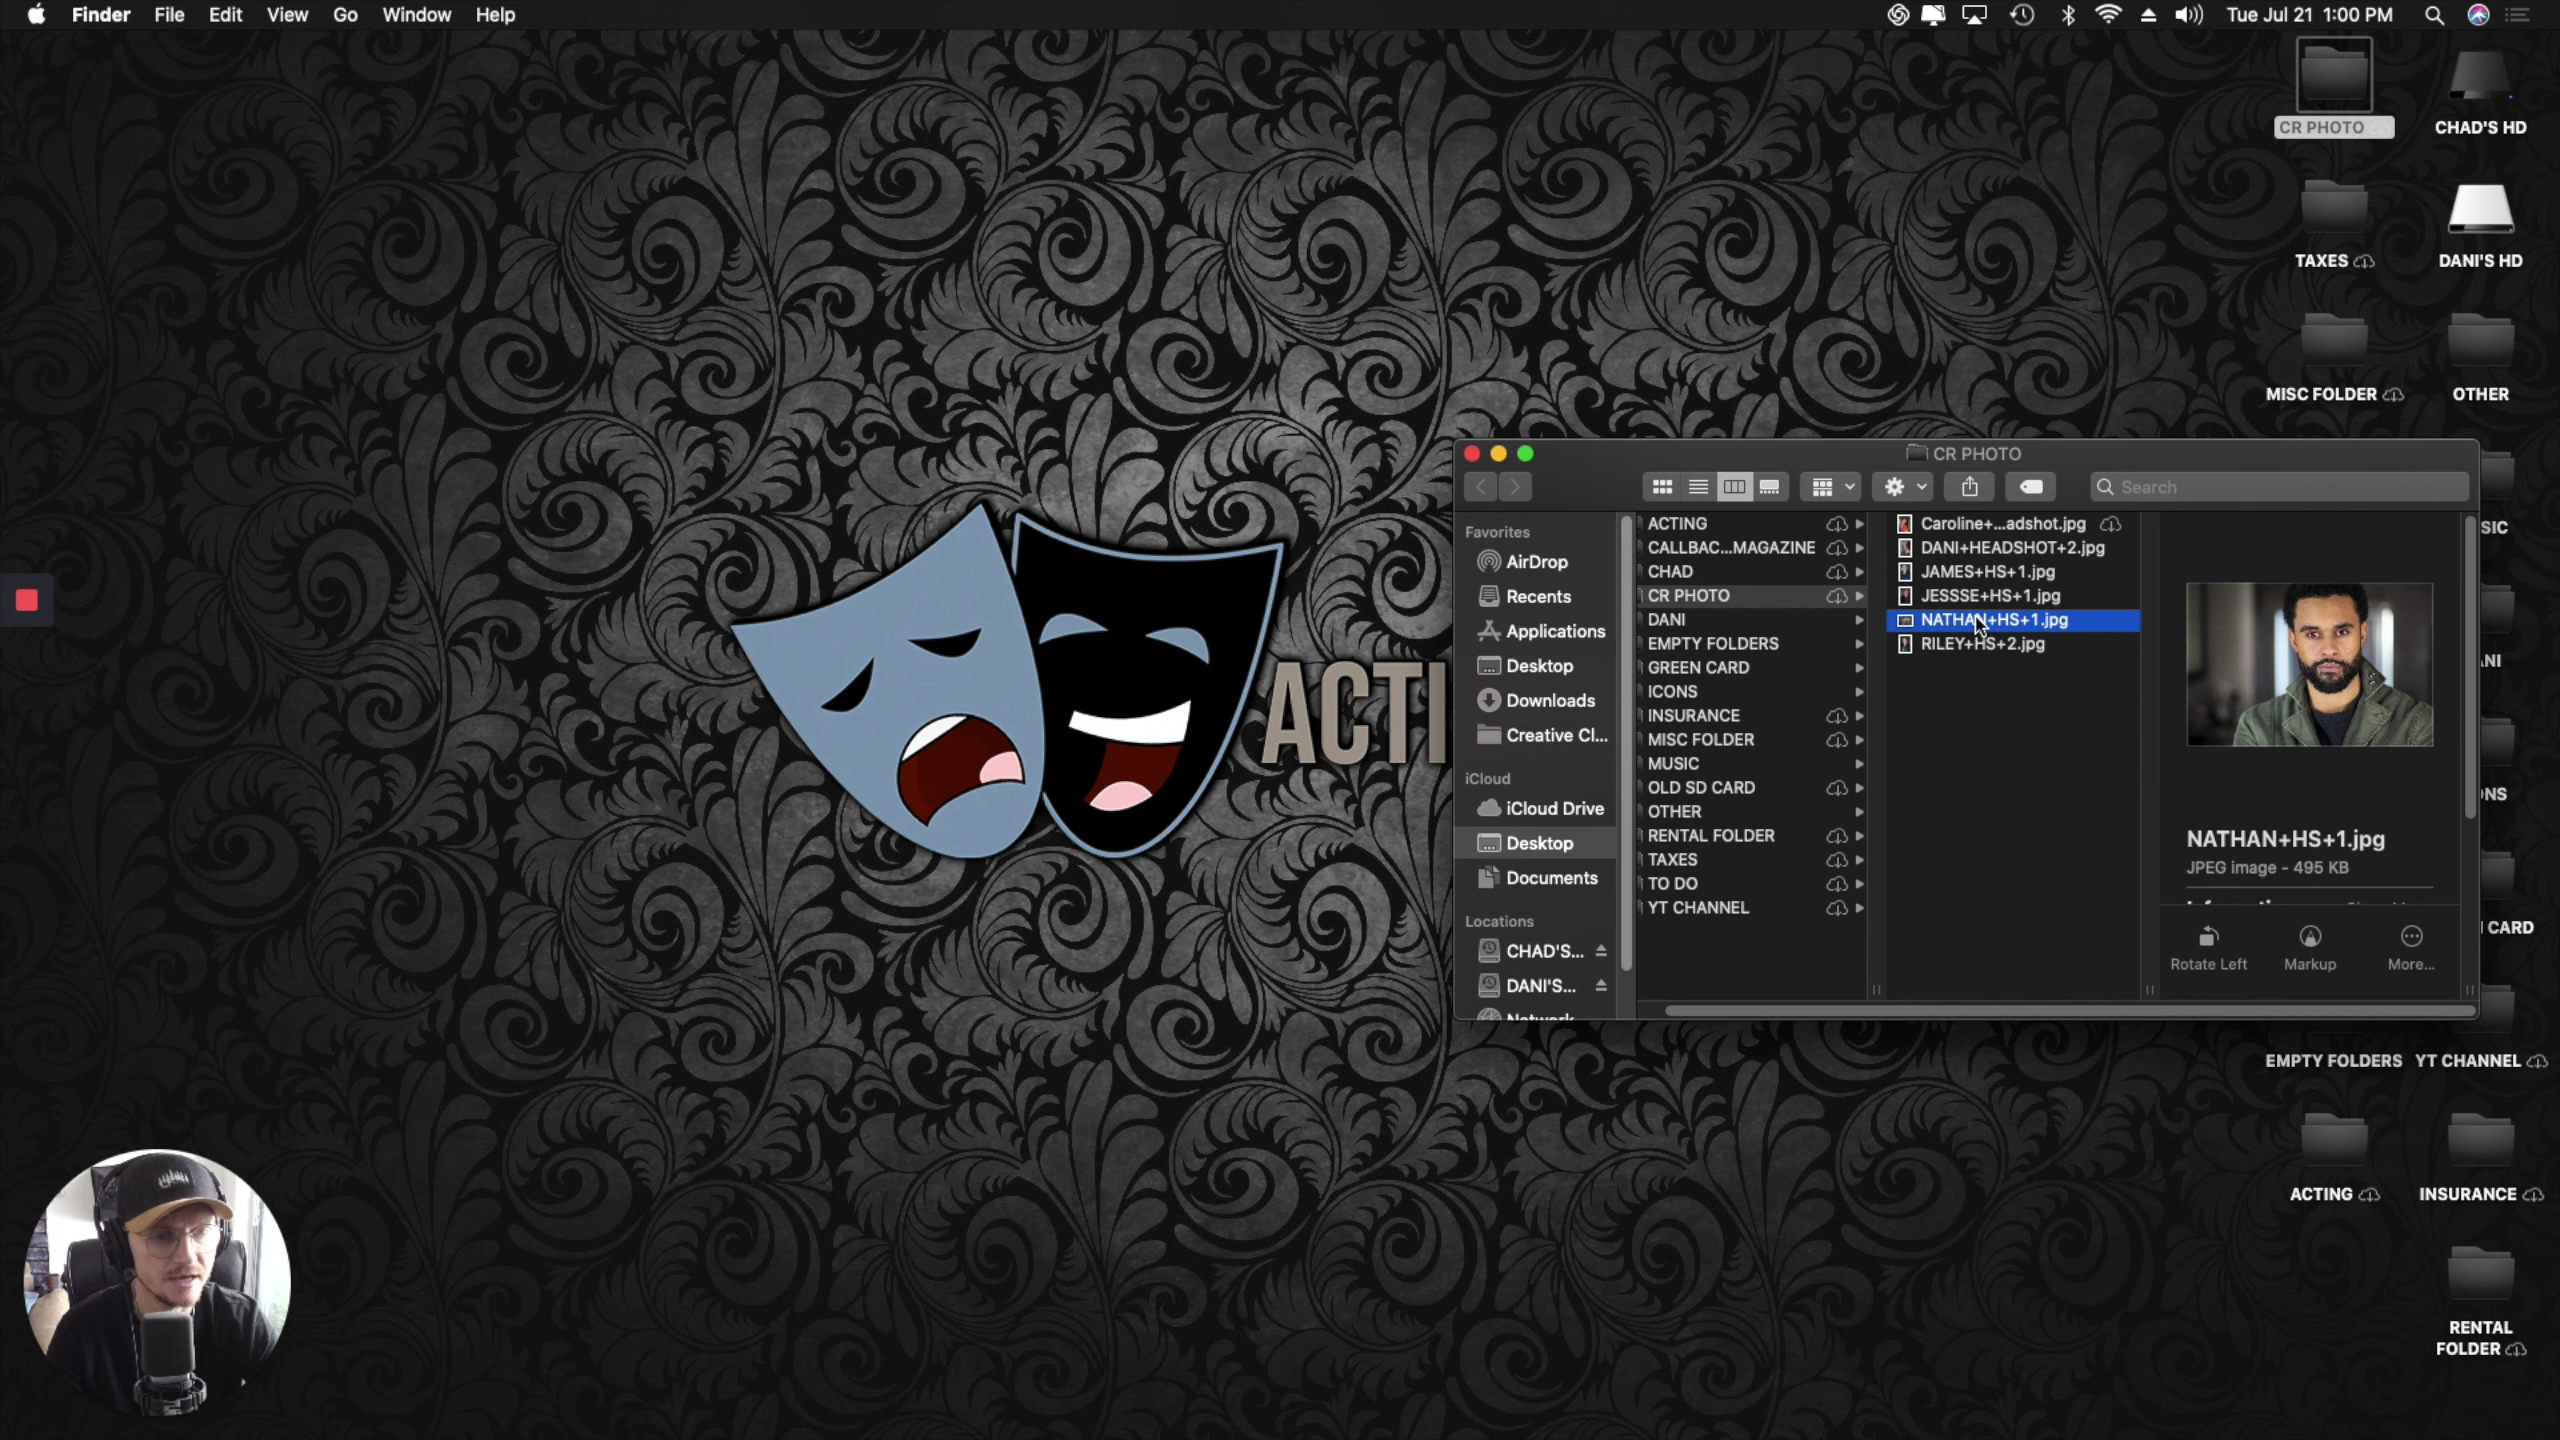 Finder File Edit View Go Window Help
Tue Jul 21 1:00 PM
CR PHOTO
CHAD'S HD
TAXES
DANI'S HD
MISC FOLDER
OTHER
CR PHOTO
Search
Favorites
AirDrop
Recents
Applications
Desktop
Downloads
Creative Cl...
iCloud
iCloud Drive
Desktop
Documents
Locations
CHAD'S...
DANI'S...
Network
ACTING
CALLBAC...MAGAZINE
CHAD
CR PHOTO
DANI
EMPTY FOLDERS
GREEN CARD
ICONS
INSURANCE
MISC FOLDER
MUSIC
OLD SD CARD
OTHER
RENTAL FOLDER
TAXES
TO DO
YT CHANNEL
Caroline+...adshot.jpg
DANI+HEADSHOT+2.jpg
JAMES+HS+1.jpg
JESSSE+HS+1.jpg
NATHAN+HS+1.jpg
RILEY+HS+2.jpg
NATHAN+HS+1.jpg
JPEG image - 495 KB
Rotate Left
Markup
More...
ACTI
SIC
ANI
ONS
CARD
EMPTY FOLDERS
YT CHANNEL
ACTING
INSURANCE
RENTAL
FOLDER